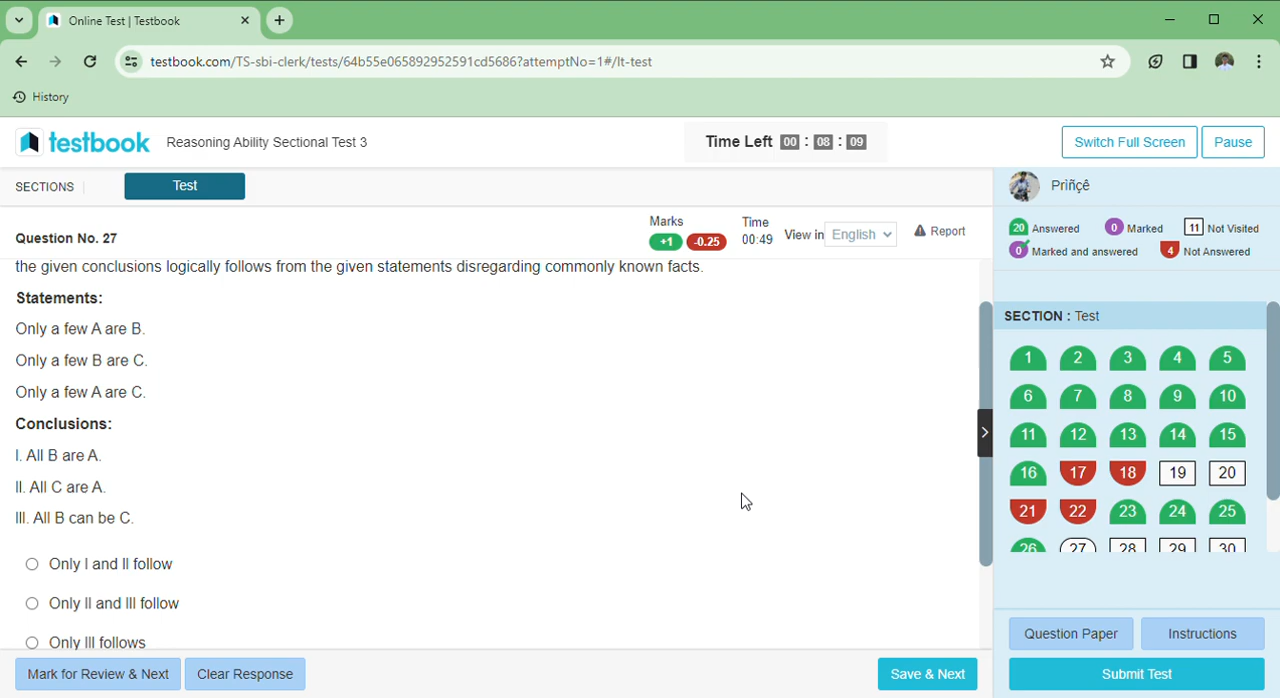 Online Test | Testbook
testbook.com/TS-sbi-clerk/tests/64b55e065892952591cd5686?attemptNo=1#/lt-test
History
testbook
Reasoning Ability Sectional Test 3
Time Left 00 : 08 : 09
Switch Full Screen
Pause
SECTIONS
Test
Prïñçê
Question No. 27
Marks
+1 -0.25
Time
00:49
View in English
Report
20 Answered
0 Marked
11 Not Visited
0 Marked and answered
4 Not Answered
the given conclusions logically follows from the given statements disregarding commonly known facts.
Statements:
Only a few A are B.
Only a few B are C.
Only a few A are C.
Conclusions:
I. All B are A.
II. All C are A.
III. All B can be C.
Only I and II follow
Only II and III follow
Only III follows
SECTION : Test
1 2 3 4 5
6 7 8 9 10
11 12 13 14 15
16 17 18 19 20
21 22 23 24 25
26 27 28 29 30
Mark for Review & Next
Clear Response
Save & Next
Question Paper
Instructions
Submit Test